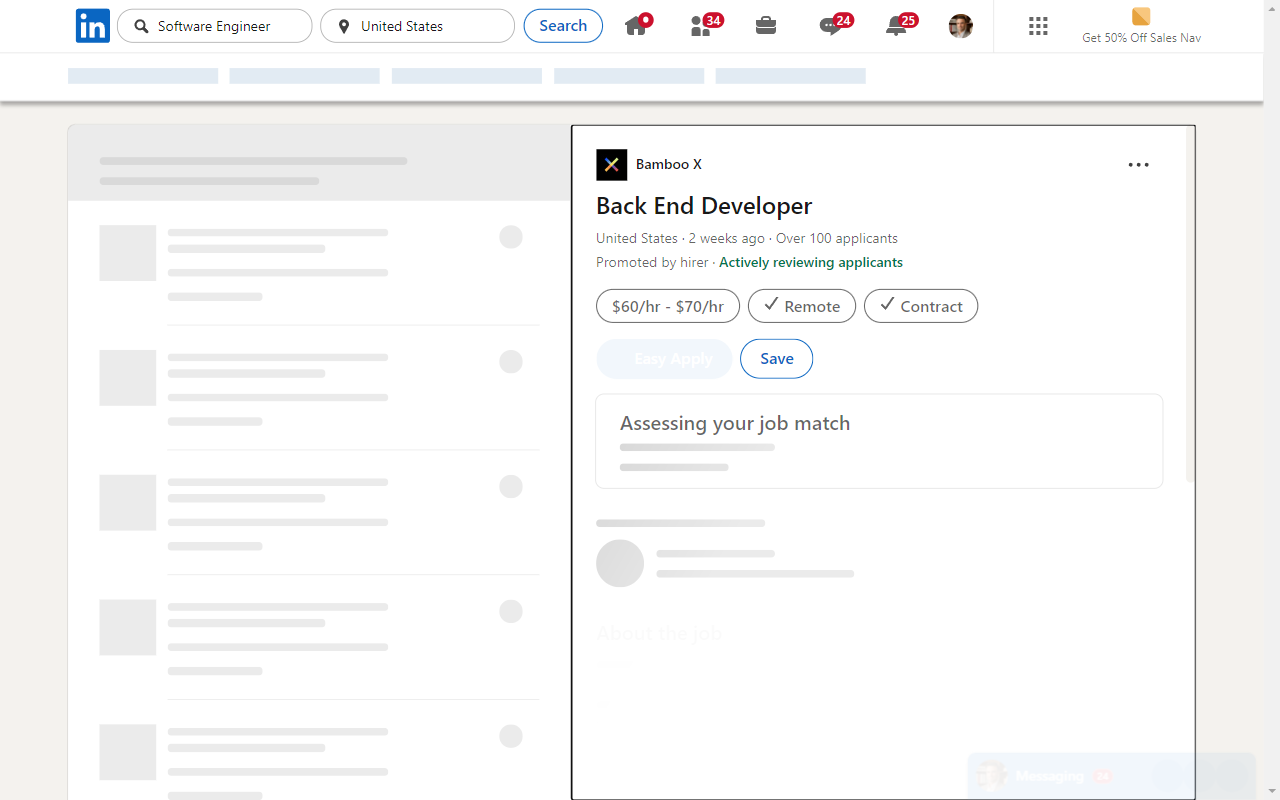 in
Software Engineer
United States
Search
34
24
25
Get 50% Off Sales Nav
Bamboo X
Back End Developer
United States · 2 weeks ago · Over 100 applicants
Promoted by hirer · Actively reviewing applicants
$60/hr - $70/hr
Remote
Contract
Easy Apply
Save
Assessing your job match
About the job
Messaging
24